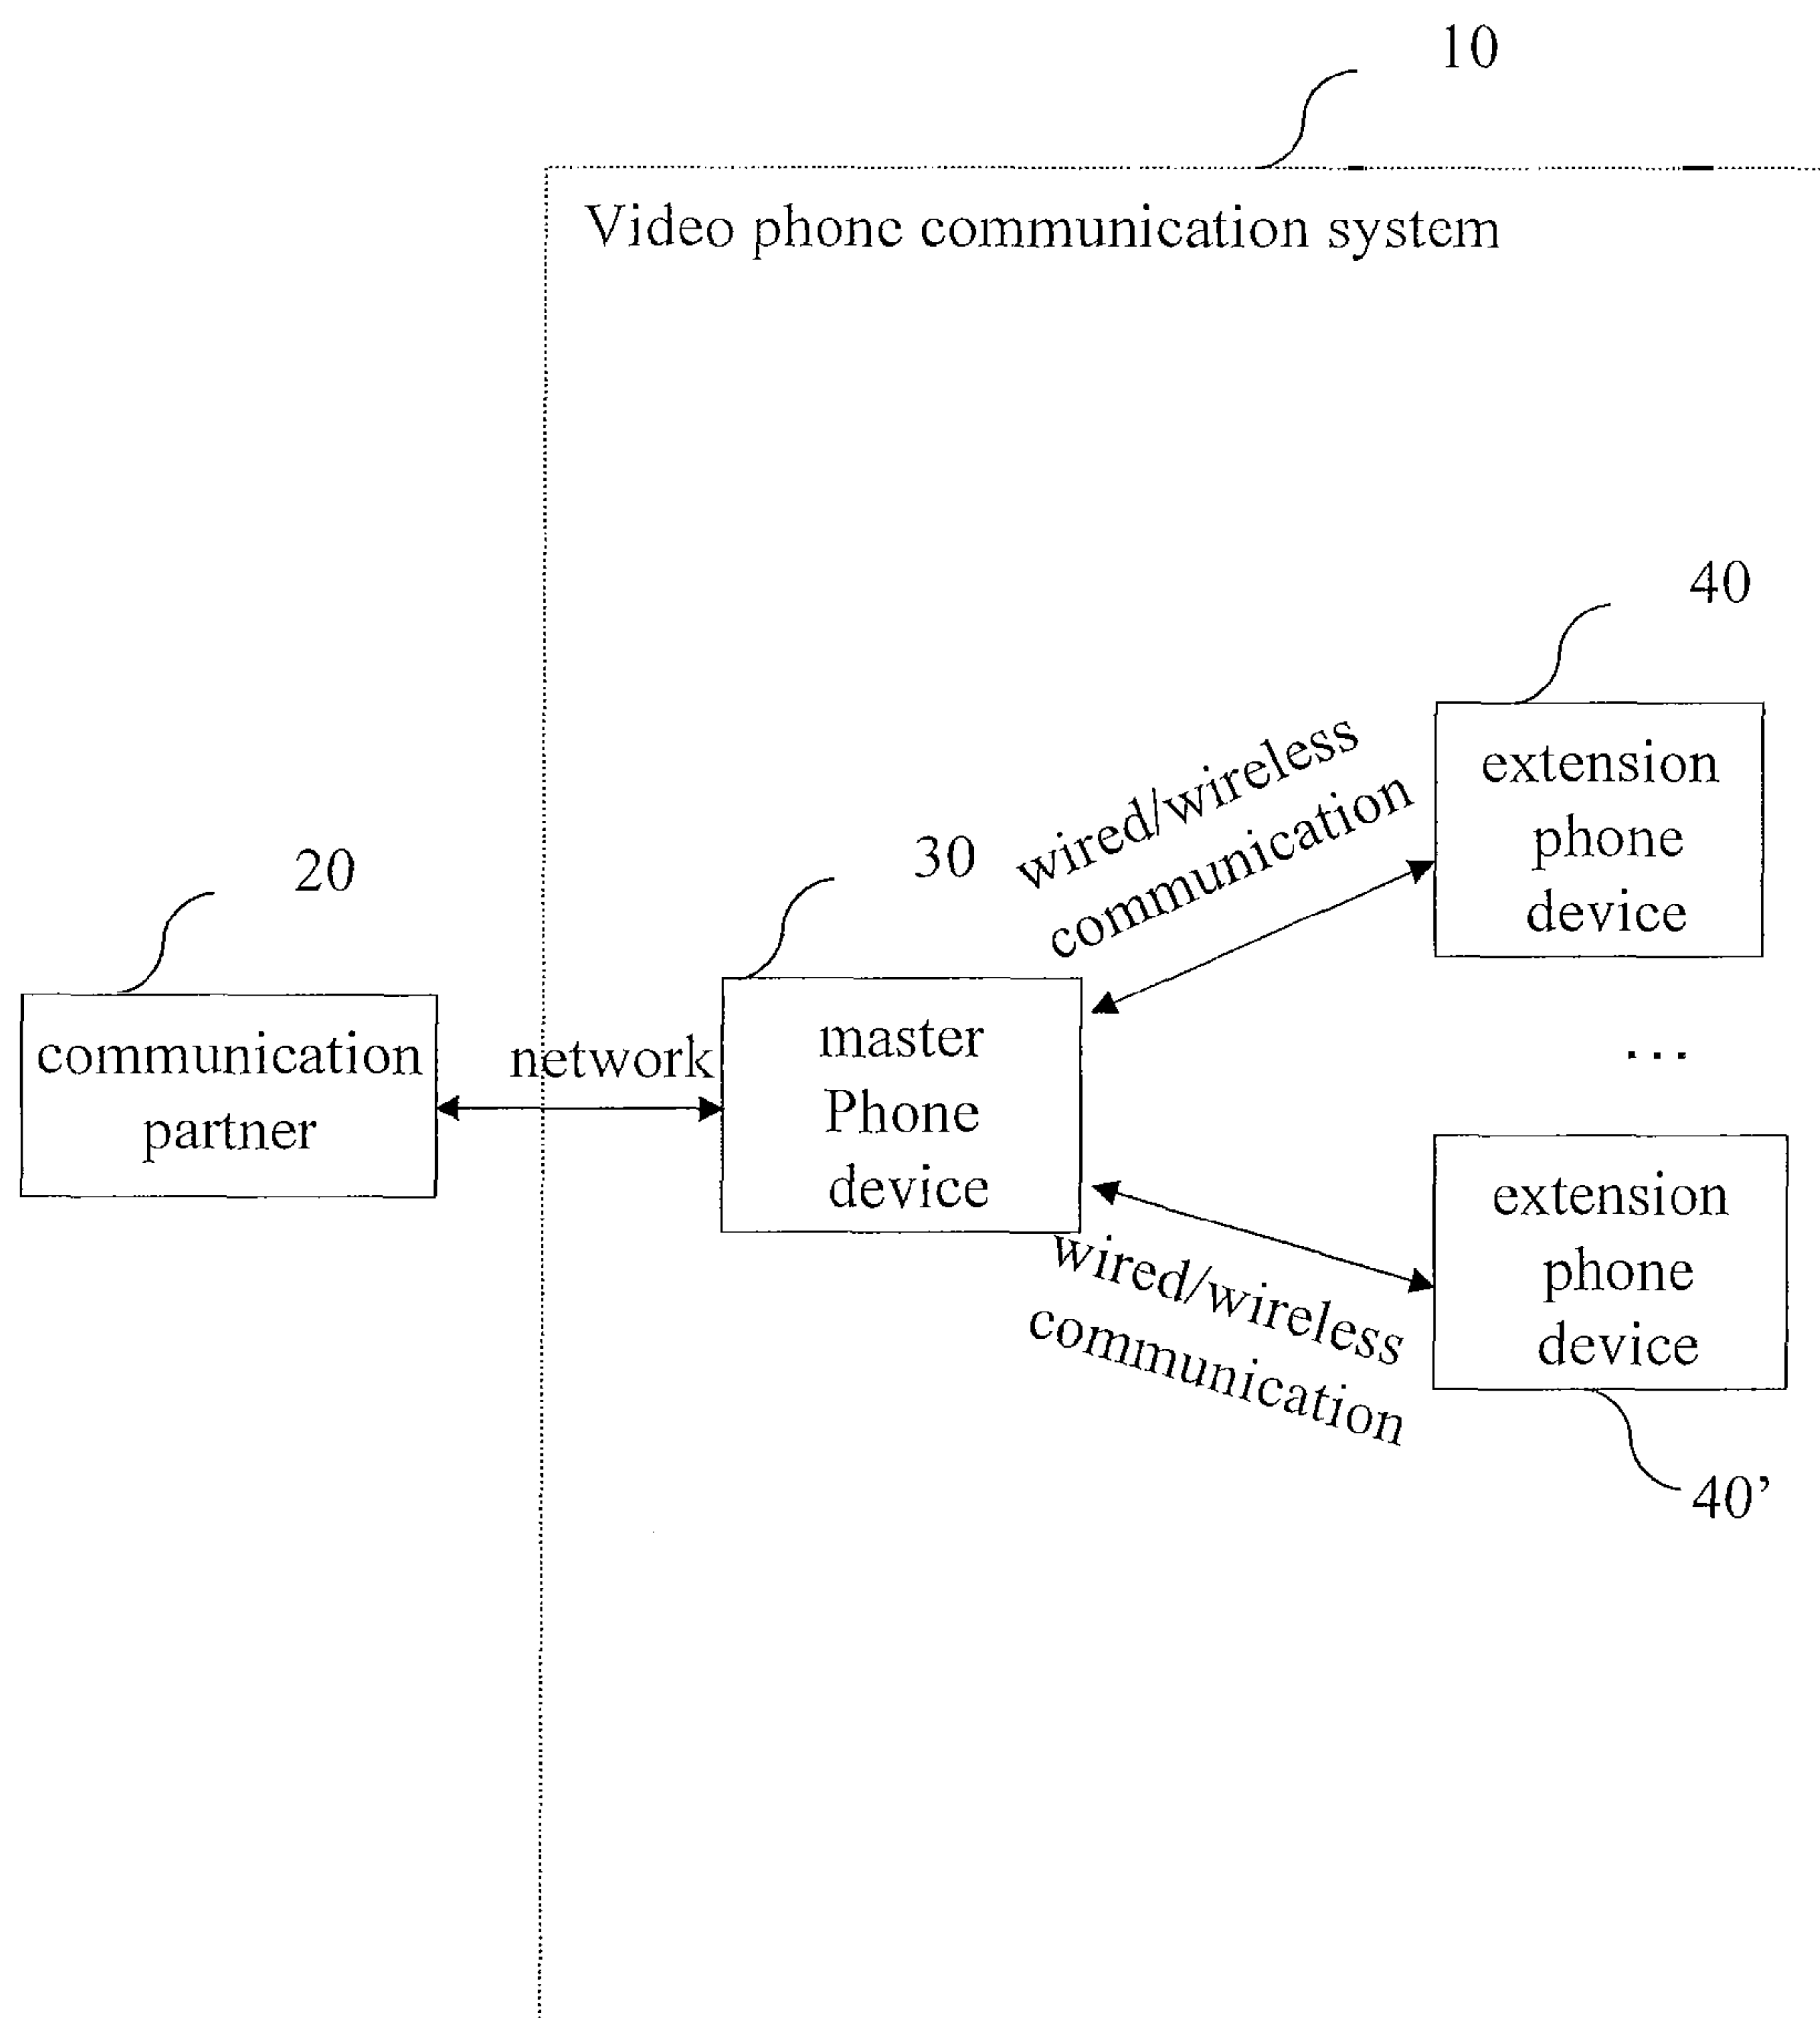 10
Video phone communication system
40
extension
phone
device
wired/wireless
communication
20
30
communication
partner
network
master
Phone
device
...
wired/wireless
communication
extension
phone
device
40’